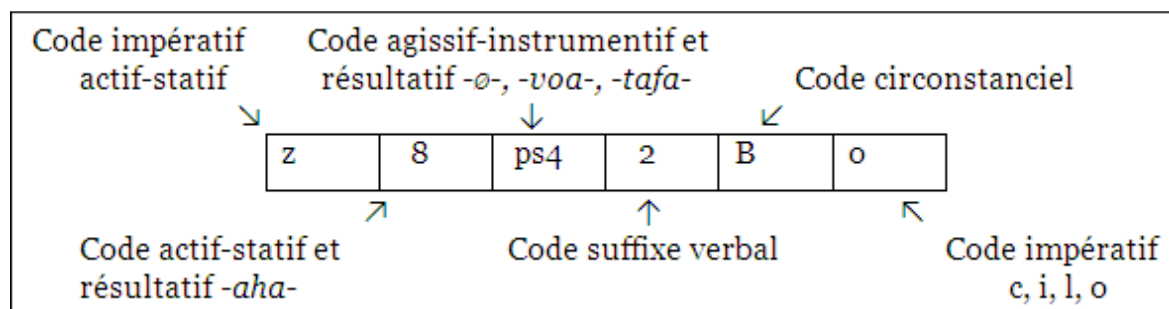 Code impératif
actif-statif
Code agissif-instrumentif et
résultatif -ø-, -voa-, -tafa-
Code circonstanciel
z 8 ps4 2 B o
Code actif-statif et
résultatif -aha-
Code suffixe verbal
Code impératif
c, i, l, o